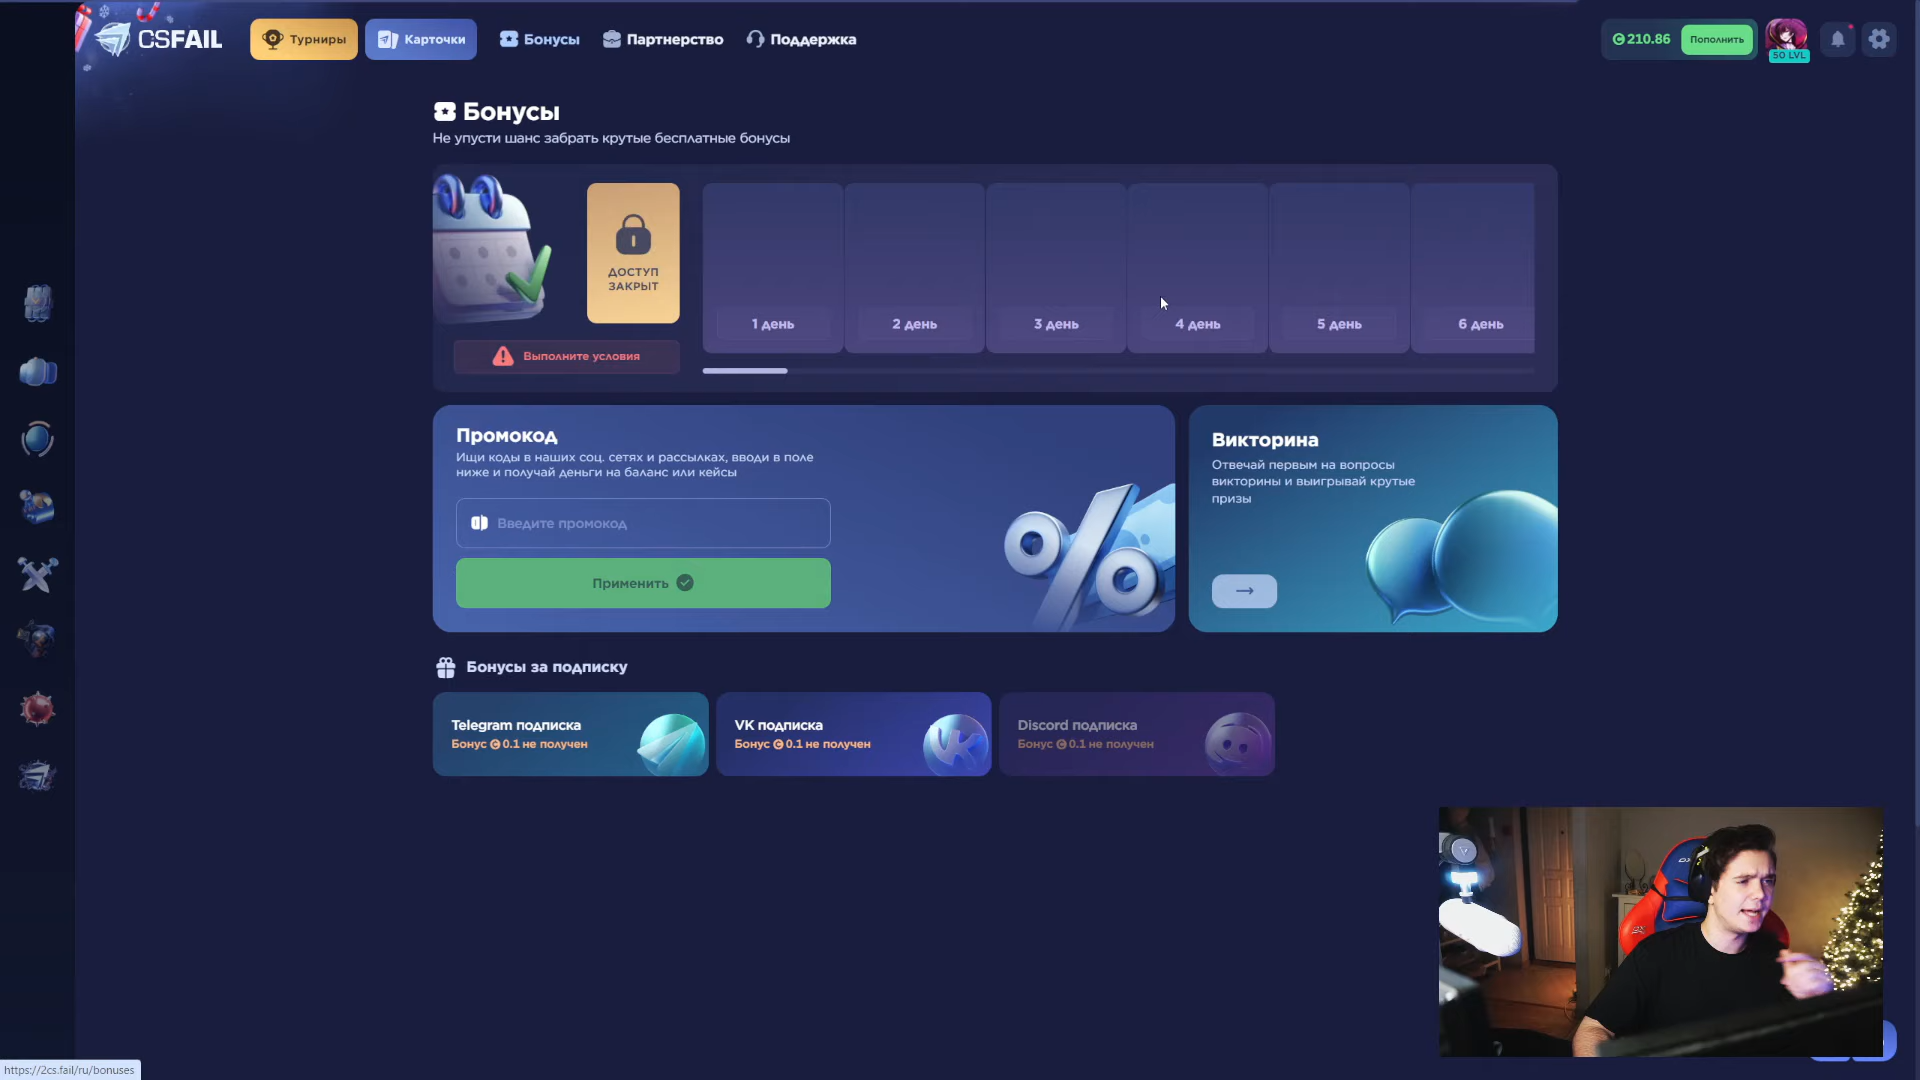 CSFAIL
Турниры
Карточки
Бонусы
Партнерство
Поддержка
210.86
Пополнить
50 LVL
Бонусы
Не упусти шанс забрать крутые бесплатные бонусы
ДОСТУП
ЗАКРЫТ
Выполните условия
1 день
2 день
3 день
4 день
5 день
6 день
Промокод
Ищи коды в наших соц. сетях и рассылках, вводи в поле
ниже и получай деньги на баланс или кейсы
Введите промокод
Применить
Викторина
Отвечай первым на вопросы
викторины и выигрывай крутые
призы
Бонусы за подписку
Telegram подписка
Бонус 0.1 не получен
VK подписка
Бонус 0.1 не получен
Discord подписка
Бонус 0.1 не получен
https://2cs.fail/ru/bonuses